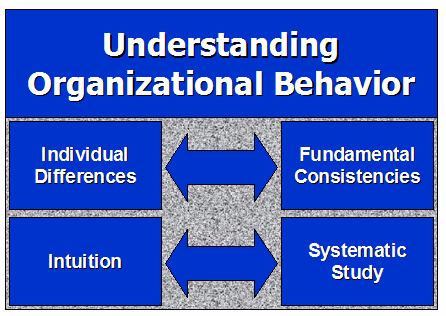 Understanding
Organizational Behavior
Individual
Differences
Fundamental
Consistencies
Intuition
Systematic
Study